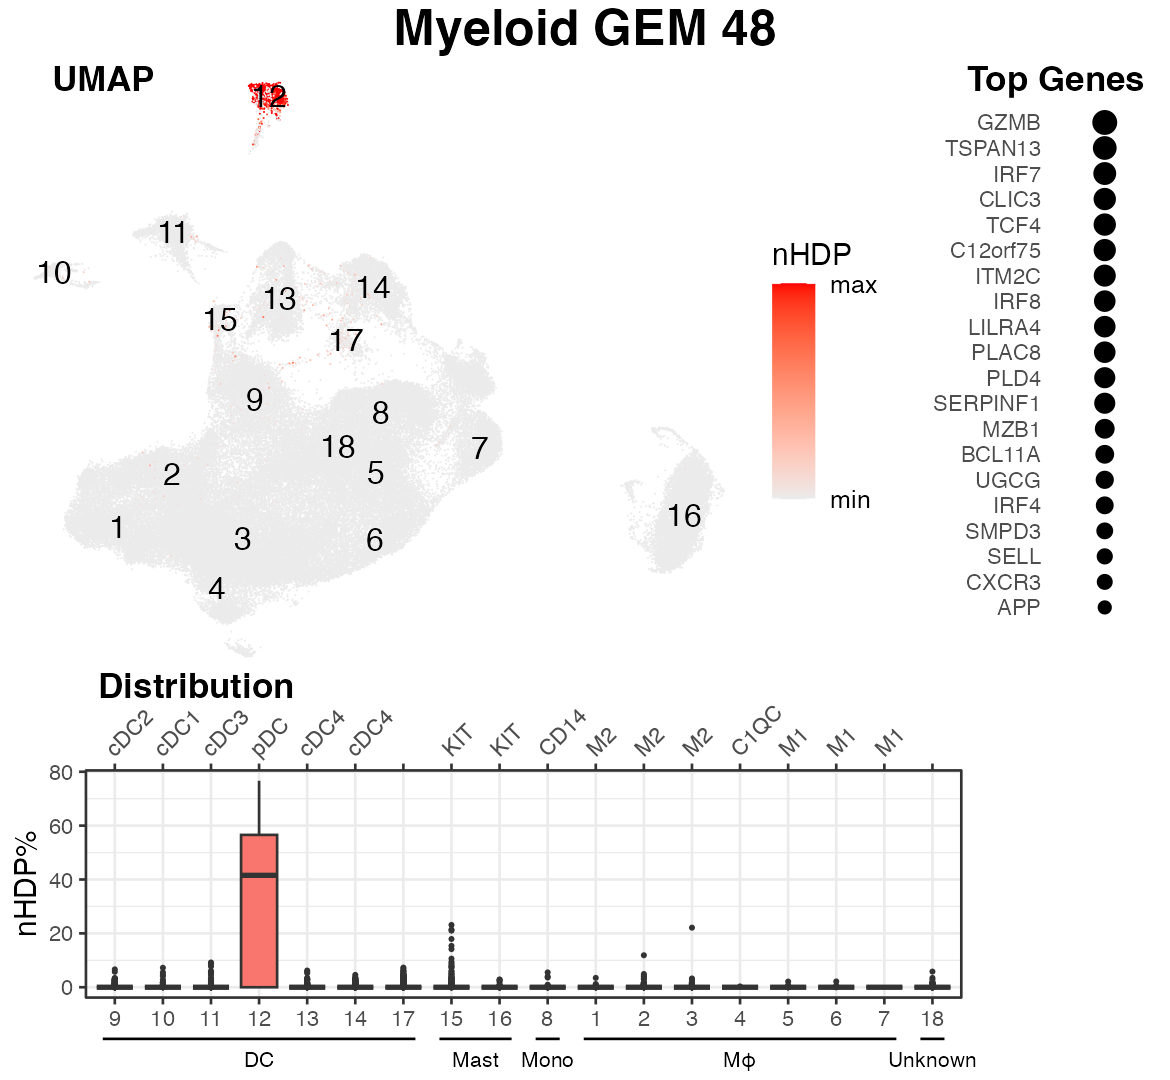 Myeloid GEM 48
UMAP
12
11
10
13
14
15
17
9
8
18
7
2
5
1
3
6
4
16
nHDP
max
min
Top Genes
GZMB
TSPAN13
IRF7
CLIC3
TCF4
C12orf75
ITM2C
IRF8
LILRA4
PLAC8
PLD4
SERPINF1
MZB1
BCL11A
UGCG
IRF4
SMPD3
SELL
CXCR3
APP
Distribution
cDC2 cDC1 cDC3 pDC cDC4 cDC4 KIT KIT CD14 M2 M2 M2 C1QC M1 M1 M1
nHDP%
80
60
40
20
0
9 10 11 12 13 14 17 15 16 8 1 2 3 4 5 6 7 18
DC Mast Mono Mφ Unknown